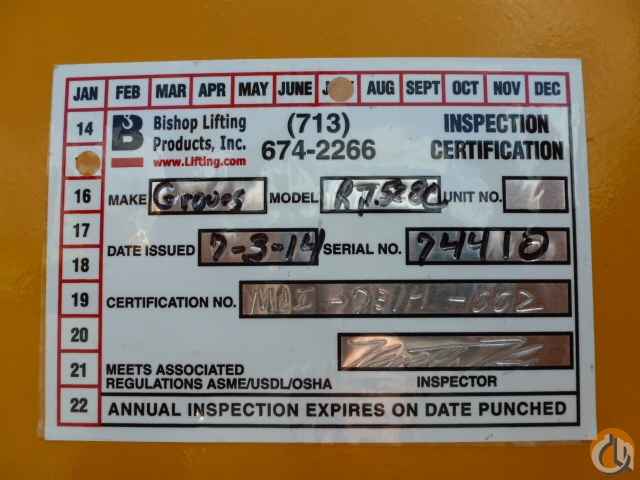 JAN FEB MAR APR MAY JUNE AUG SEPT OCT NOV DEC
14
B Bishop Lifting Products, Inc.
www.Lifting.com
(713)
674-2266
INSPECTION
CERTIFICATION
16
MAKE Groves MODEL UNIT NO.
17
DATE ISSUED 7-3-14 SERIAL NO. 74410
18
19
CERTIFICATION NO.
20
21
MEETS ASSOCIATED
REGULATIONS ASME/USDL/OSHA
INSPECTOR
22
ANNUAL INSPECTION EXPIRES ON DATE PUNCHED